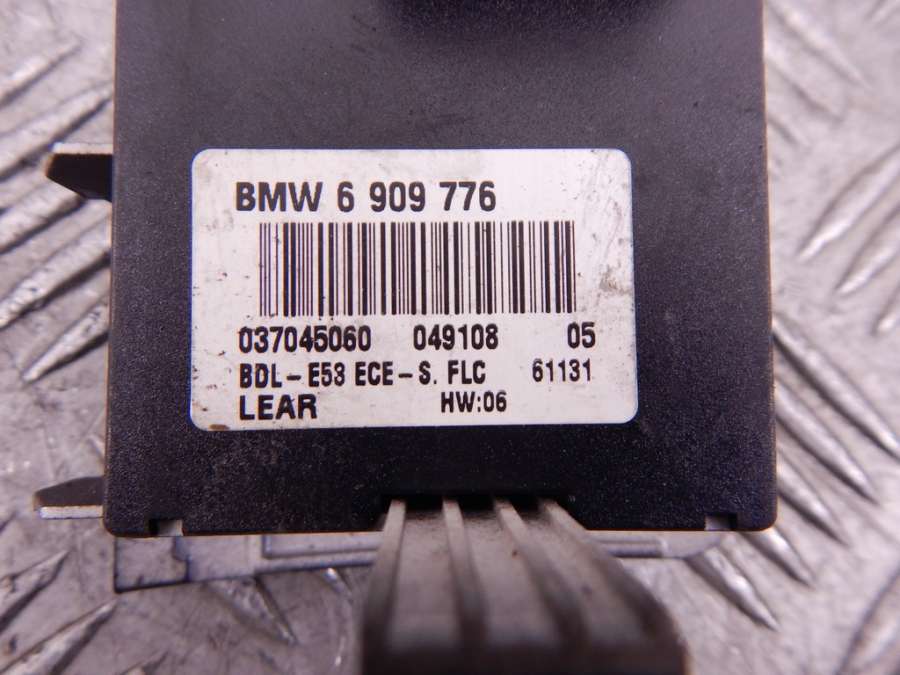 BMW 6 909 776
037045060 049108 05
BDL-E53 ECE-S. FLC 61131
LEAR HW:06